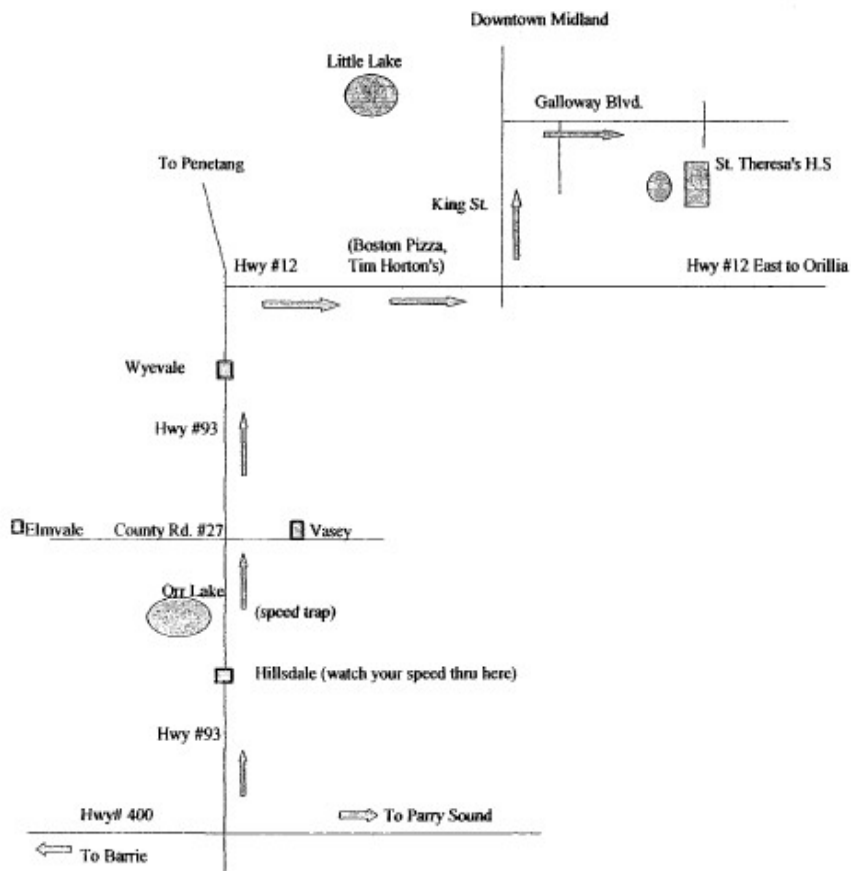 Downtown Midland
Little Lake
Galloway Blvd.
To Penetang
St. Theresa's H.S
King St.
(Boston Pizza,
Hwy #12
Tim Horton's)
Hwy #12 East to Orillia
Wyevale
Hwy #93
Elmvale
County Rd. #27
Vasey
Orr Lake
(speed trap)
Hillsdale (watch your speed thru here)
Hwy #93
Hwy# 400
To Parry Sound
To Barrie